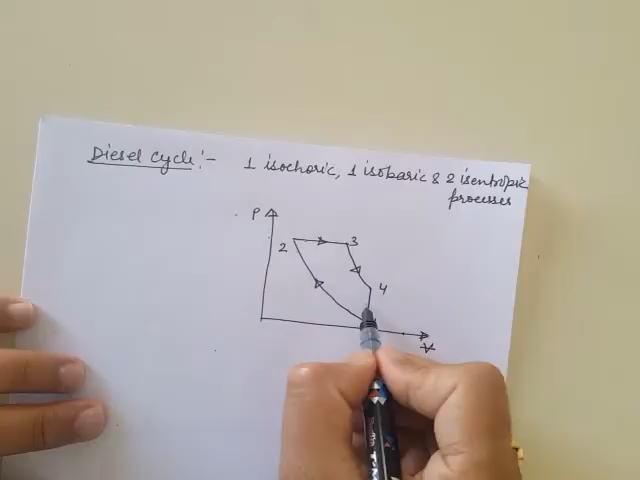 Diesel Cycle:- 1 isochoric, 1 isobaric & 2 isentropic
processes
P
2 3
4
V